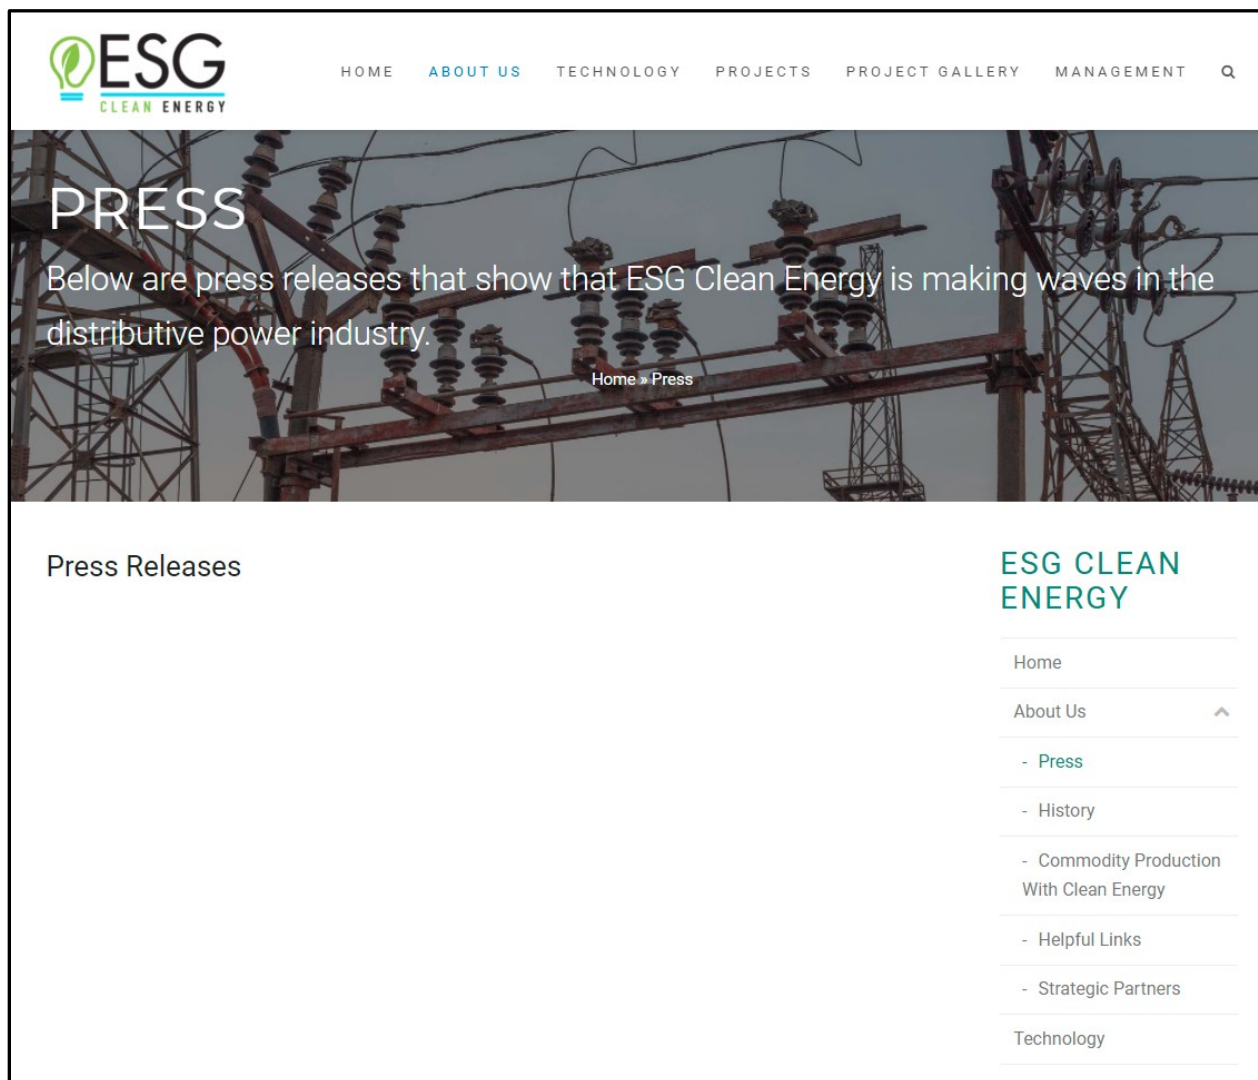 ESG
CLEAN ENERGY
HOME ABOUT US TECHNOLOGY PROJECTS PROJECT GALLERY MANAGEMENT
PRESS
Below are press releases that show that ESG Clean Energy is making waves in the
distributive power industry.
Home » Press
Press Releases
ESG CLEAN
ENERGY
Home
About Us
- Press
- History
- Commodity Production
With Clean Energy
- Helpful Links
- Strategic Partners
Technology